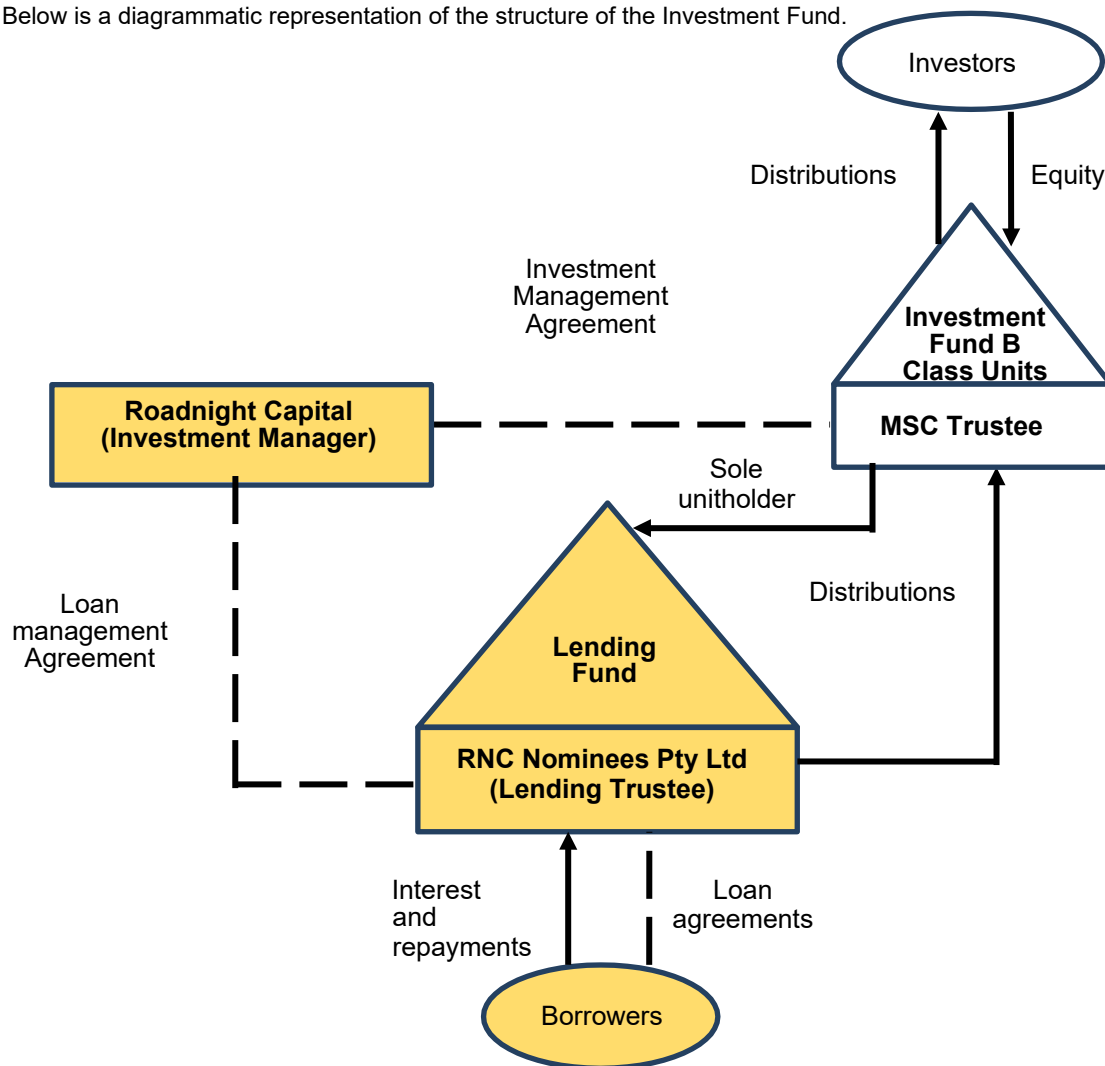 Below is a diagrammatic representation of the structure of the Investment Fund.
Investors
Distributions
Equity
Investment
Management
Agreement
Investment
Fund B
Class Units
Roadnight Capital
(Investment Manager)
MSC Trustee
Sole
unitholder
Loan
management
Agreement
Distributions
Lending
Fund
RNC Nominees Pty Ltd
(Lending Trustee)
Interest
and
repayments
Loan
agreements
Borrowers